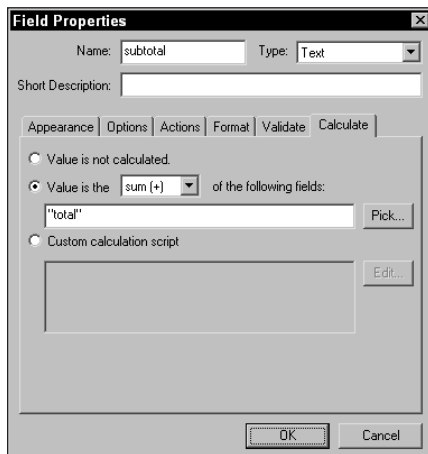 Field Properties
Name: subtotal Type: Text
Short Description:
Appearance Options Actions Format Validate Calculate
Value is not calculated.
Value is the sum (+) of the following fields:
"total" Pick...
Custom calculation script
Edit...
OK Cancel